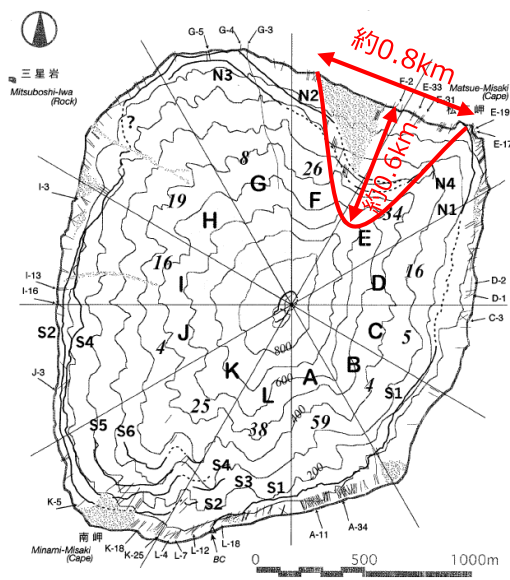 G-5
G-4
G-3
約0.8km
三星岩
Mitsuboshi-Iwa
(Rock)
N3
N2
F-2
E-33
E-31
Matsue-Misaki
(Cape)
松 岬
E-19
E-17
?
約0.6km
8
26
G
F
34
N4
N1
I-3
19
H
E
16
16
I
D
I-13
I-16
D-2
D-1
C-3
S2
S4
4
J
C
5
J-3
800
K
A
B
600
L
4
S1
25
400
38
59
S5
S6
S4
S3
S1
200
S2
K-5
南岬
Minami-Misaki
(Cape)
K-18
K-25
L-4
L-7
L-12
BC
L-18
A-11
A-34
0
500
1000m